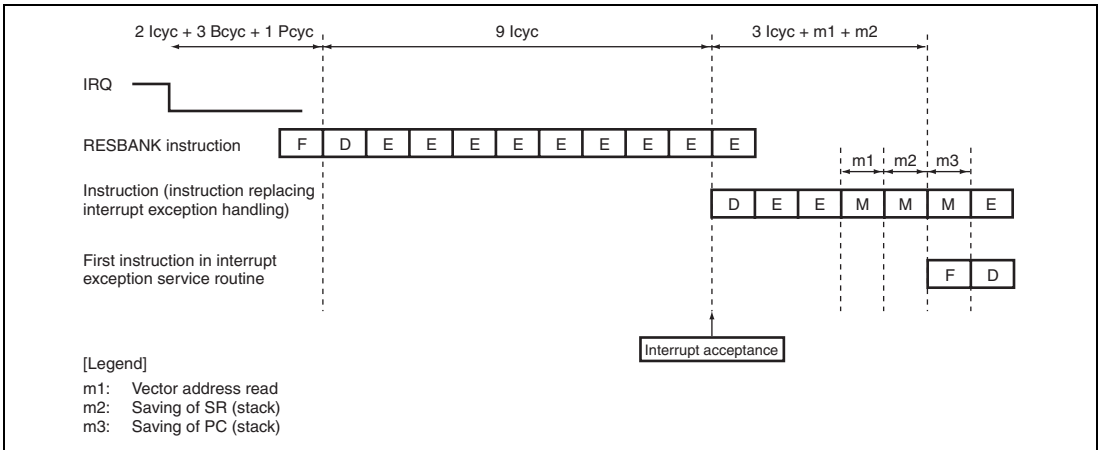 2 Icyc + 3 Bcyc + 1 Pcyc 9 Icyc 3 Icyc + m1 + m2
IRQ
RESBANK instruction F D E E E E E E E E E
m1 m2 m3
Instruction (instruction replacing
interrupt exception handling)
D E E M M M E
First instruction in interrupt
exception service routine
F D
Interrupt acceptance
[Legend]
m1: Vector address read
m2: Saving of SR (stack)
m3: Saving of PC (stack)